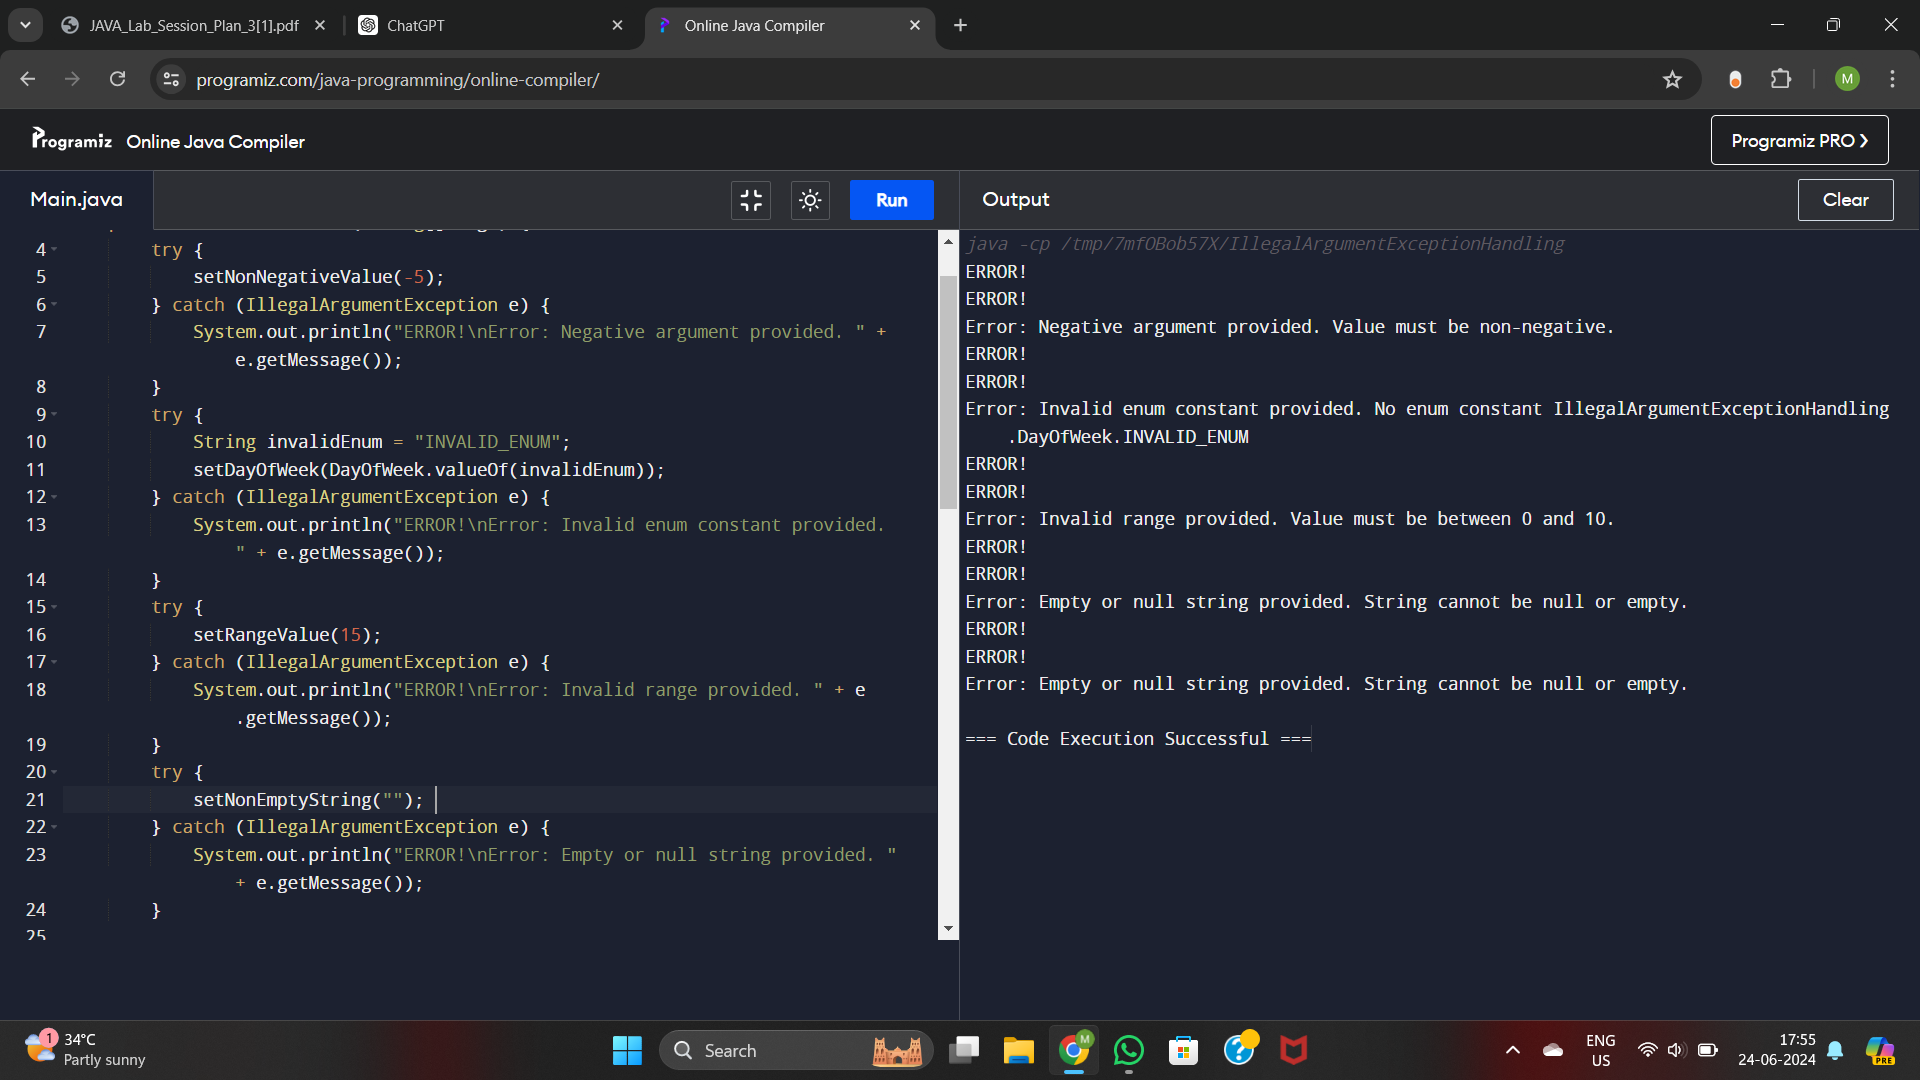 JAVA_Lab_Session_Plan_3[1].pdf
ChatGPT
Online Java Compiler
programiz.com/java-programming/online-compiler/
M
Programiz
Online Java Compiler
Programiz PRO
Main.java
Run
Output
Clear
4 try {
5 setNonNegativeValue(-5);
6 } catch (IllegalArgumentException e) {
7 System.out.println("ERROR!\nError: Negative argument provided. " +
e.getMessage());
8 }
9 try {
10 String invalidEnum = "INVALID_ENUM";
11 setDayOfWeek(DayOfWeek.valueOf(invalidEnum));
12 } catch (IllegalArgumentException e) {
13 System.out.println("ERROR!\nError: Invalid enum constant provided.
" + e.getMessage());
14 }
15 try {
16 setRangeValue(15);
17 } catch (IllegalArgumentException e) {
18 System.out.println("ERROR!\nError: Invalid range provided. " + e
.getMessage());
19 }
20 try {
21 setNonEmptyString("");
22 } catch (IllegalArgumentException e) {
23 System.out.println("ERROR!\nError: Empty or null string provided. "
+ e.getMessage());
24 }
25
java -cp /tmp/7mfOBob57X/IllegalArgumentExceptionHandling
ERROR!
ERROR!
Error: Negative argument provided. Value must be non-negative.
ERROR!
ERROR!
Error: Invalid enum constant provided. No enum constant IllegalArgumentExceptionHandling
.DayOfWeek.INVALID_ENUM
ERROR!
ERROR!
Error: Invalid range provided. Value must be between 0 and 10.
ERROR!
ERROR!
Error: Empty or null string provided. String cannot be null or empty.
ERROR!
ERROR!
Error: Empty or null string provided. String cannot be null or empty.
=== Code Execution Successful ===
1
34°C
Partly sunny
Search
M
ENG
US
17:55
24-06-2024
PRE